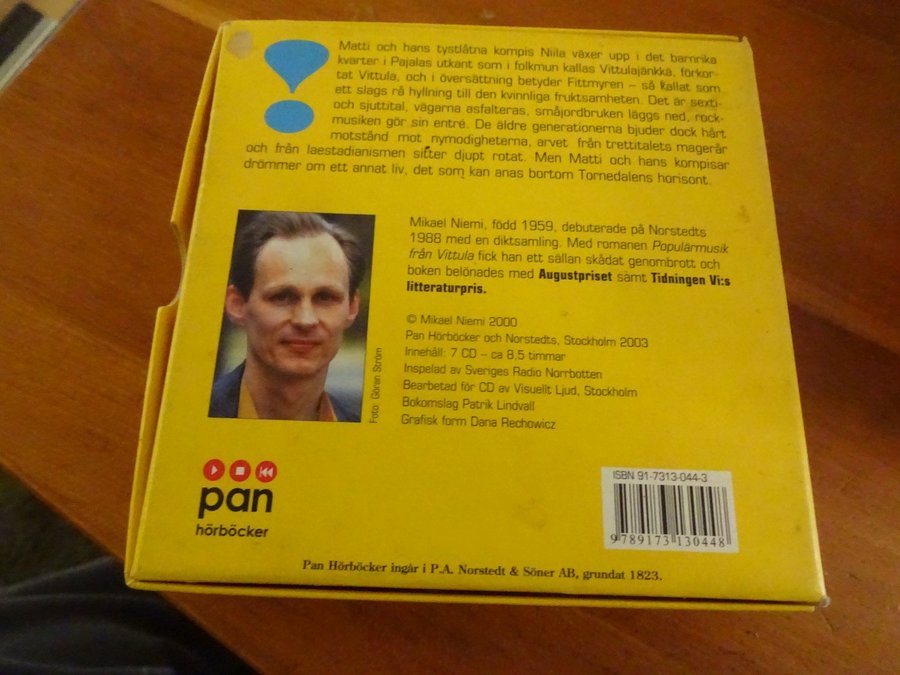 Matti och hans tystlåtna kompis Niila växer upp i det barnrika
kvarter i Pajalas utkant som i folkmun kallas Vittulajänkkä, förkor-
tat Vittula, och i översättning betyder Fittmyren – så kallat som
ett slags rå hyllning till den kvinnliga fruktsamheten. Det är sexti-
och sjuttital, vägarna asfalteras, småjordbruken läggs ned, rock-
musiken gör sin entré. De äldre generationerna bjuder dock hårt
motstånd mot nymodigheterna, arvet från trettitalets magerår
och från laestadianismen sitter djupt rotat. Men Matti och hans kompisar
drömmer om ett annat liv, det som kan anas bortom Tornedalens horisont.
Mikael Niemi, född 1959, debuterade på Norstedts
1988 med en diktsamling. Med romanen Populärmusik
från Vittula fick han ett sällan skådat genombrott och
boken belönades med Augustpriset samt Tidningen Vi:s
litteraturpris.
© Mikael Niemi 2000
Pan Hörböcker och Norstedts, Stockholm 2003
Innehåll: 7 CD – ca 8,5 timmar
Inspelad av Sveriges Radio Norrbotten
Bearbetad för CD av Visuellt Ljud, Stockholm
Bokomslag Patrik Lindvall
Grafisk form Dana Rechowicz
Foto: Göran Ström
pan
hörböcker
ISBN 91-7313-044-3
9 789173 130448
Pan Hörböcker ingår i P.A. Norstedt & Söner AB, grundat 1823.